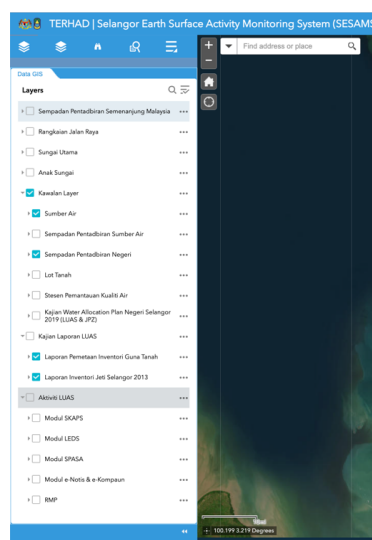 TERHAD | Selangor Earth Surface Activity Monitoring System (SESAMS
Find address or place
Data GIS
Layers
Sempadan Pentadbiran Semenanjung Malaysia
Rangkaian Jalan Raya
Sungai Utama
Anak Sungai
Kawalan Layer
Sumber Air
Sempadan Pentadbiran Sumber Air
Sempadan Pentadbiran Negeri
Lot Tanah
Stesen Pemantauan Kualiti Air
Kajian Water Allocation Plan Negeri Selangor
2019 (LUAS & JPZ)
Kajian Laporan LUAS
Laporan Pemetaan Inventori Guna Tanah
Laporan Inventori Jeti Selangor 2013
Aktiviti LUAS
Modul SKAPS
Modul LEDS
Modul SPASA
Modul e-Notis & e-Kompaun
RMP
100.199 3.219 Degrees